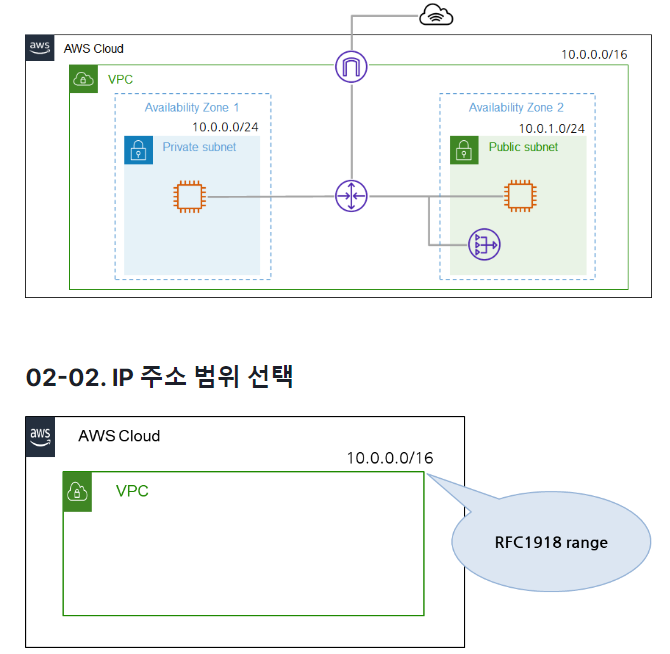 aws
AWS Cloud
10.0.0.0/16
VPC
Availability Zone 1
Availability Zone 2
10.0.0.0/24
10.0.1.0/24
Private subnet
Public subnet
02-02. IP 주소 범위 선택
aws
AWS Cloud
10.0.0.0/16
VPC
RFC1918 range